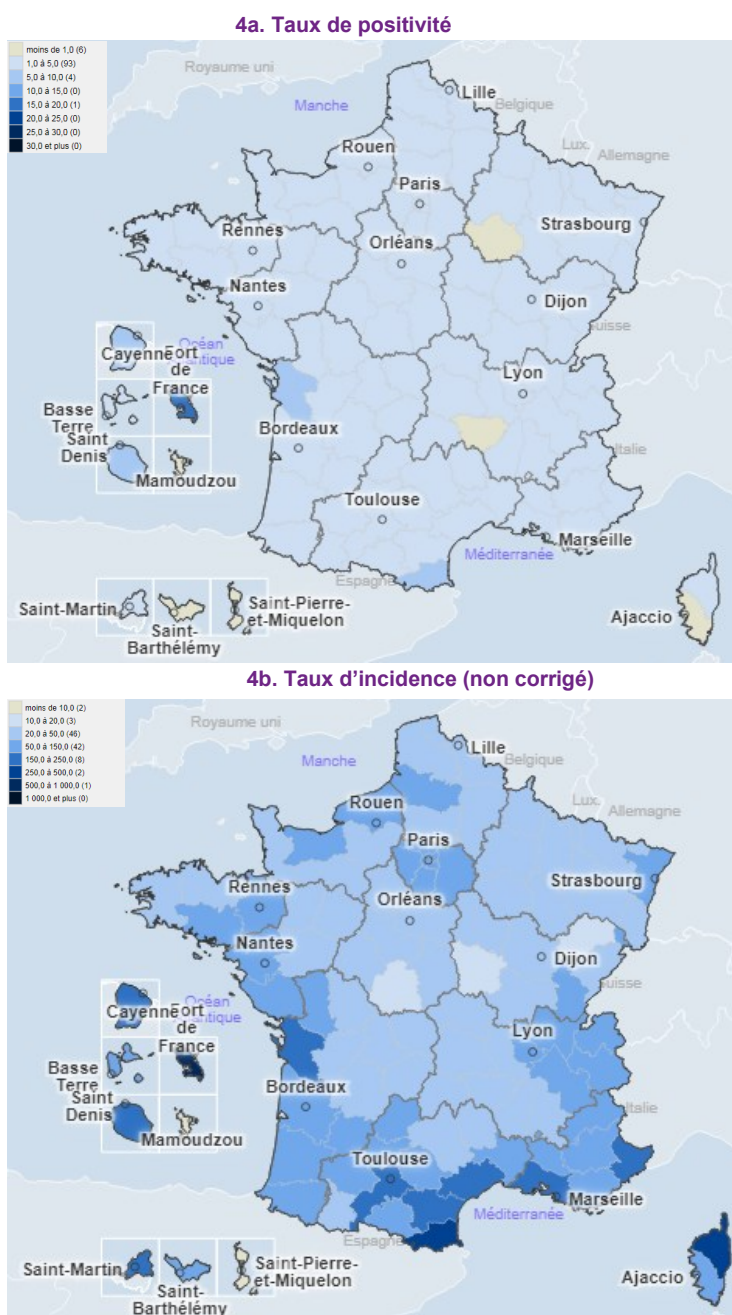 4a. Taux de positivité
moins de 1,0 (6)
1,0 à 5,0 (93)
5,0 à 10,0 (4)
10,0 à 15,0 (0)
15,0 à 20,0 (1)
20,0 à 25,0 (0)
25,0 à 30,0 (0)
30,0 et plus (0)
Royaume uni
Manche
Lille
Belgique
Lux.
Allemagne
Rouen
Paris
Strasbourg
Rennes
Orléans
Nantes
Dijon
Suisse
Océan
Cayenne
Fort
de
France
Lyon
Basse
Terre
Saint
Denis
Bordeaux
Italie
Mamoudzou
Toulouse
Marseille
Méditerranée
Espagne
Saint-Martin
Saint-
Barthélémy
Saint-Pierre-
et-Miquelon
Ajaccio
4b. Taux d’incidence (non corrigé)
moins de 10,0 (2)
10,0 à 20,0 (3)
20,0 à 50,0 (46)
50,0 à 150,0 (42)
150,0 à 250,0 (8)
250,0 à 500,0 (2)
500,0 à 1 000,0 (1)
1 000,0 et plus (0)
Royaume uni
Manche
Lille
Belgique
Lux.
Allemagne
Rouen
Paris
Strasbourg
Rennes
Orléans
Nantes
Dijon
Suisse
Océan
Cayenne
Fort
de
France
Lyon
Basse
Terre
Saint
Denis
Bordeaux
Italie
Mamoudzou
Toulouse
Marseille
Méditerranée
Espagne
Saint-Martin
Saint-
Barthélémy
Saint-Pierre-
et-Miquelon
Ajaccio